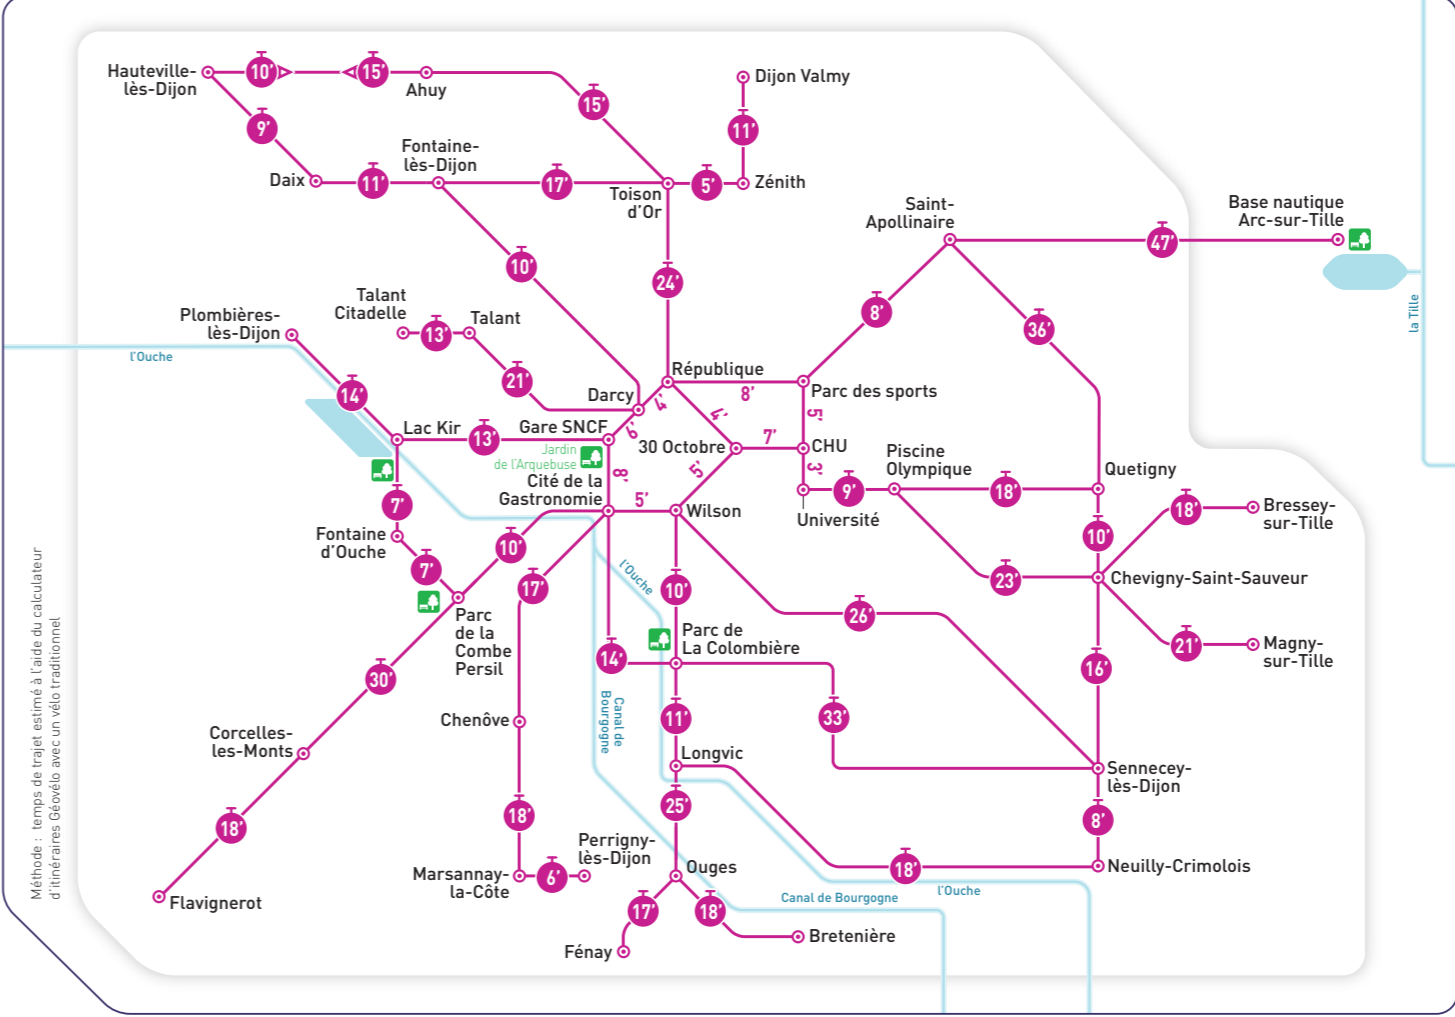 Hauteville-
lès-Dijon
10’
15’
Ahuy
15’
Dijon Valmy
11’
9’
Fontaine-
lès-Dijon
Daix
11’
17’
Toison
d’Or
5’
Zénith
Saint-
Apollinaire
47’
Base nautique
Arc-sur-Tille
la Tille
10’
24’
8’
36’
Plombières-
lès-Dijon
l’Ouche
Talant
Citadelle
13’
Talant
21’
14’
Darcy
République
4’
8’
Parc des sports
4’
5’
6’
Lac Kir
13’
Gare SNCF
Jardin
de l’Arquebuse
30 Octobre
7’
CHU
3’
8’
5’
Cité de la
Gastronomie
5’
Wilson
Université
9’
Piscine
Olympique
18’
Quetigny
10’
18’
Bressey-
sur-Tille
7’
Fontaine
d’Ouche
7’
10’
17’
l’Ouche
10’
23’
Chevigny-Saint-Sauveur
26’
Parc
de la
Combe
Persil
14’
Parc de
La Colombière
16’
21’
Magny-
sur-Tille
30’
Canal de
Bourgogne
11’
33’
Chenôve
Corcelles-
les-Monts
Longvic
Sennecey-
lès-Dijon
18’
18’
25’
8’
Marsannay-
la-Côte
6’
Perrigny-
lès-Dijon
Ouges
18’
Neuilly-Crimolois
l’Ouche
Canal de Bourgogne
Flavignerot
17’
18’
Fénay
Bretenière
Méthode : temps de trajet estimé à l’aide du calculateur
d’itinéraires Géovélo avec un vélo traditionnel